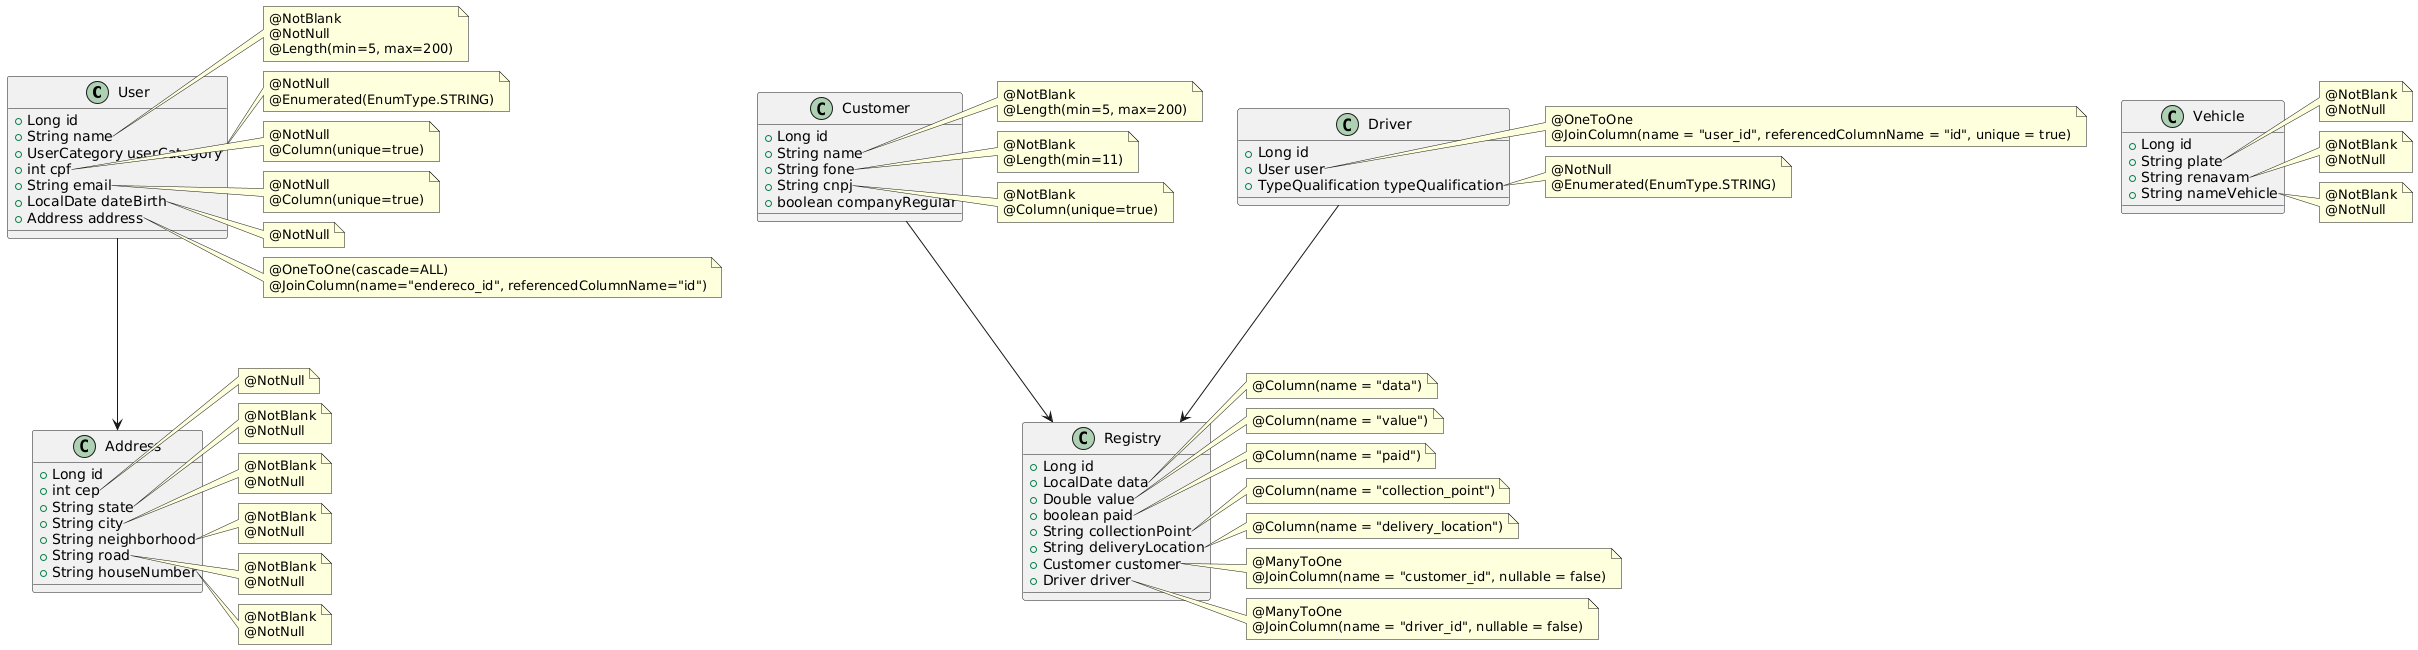 @NotBlank
@NotNull
@Length(min=5, max=200)
@NotNull
@Enumerated(EnumType.STRING)
@NotNull
@Column(unique=true)
@NotNull
@Column(unique=true)
@NotNull
@OneToOne(cascade=ALL)
@JoinColumn(name="endereco_id", referencedColumnName="id")
C User
Long id
String name
UserCategory userCategory
int cpf
String email
LocalDate dateBirth
Address address
C Customer
Long id
String name
String fone
String cnpj
boolean companyRegular
@NotBlank
@Length(min=5, max=200)
@NotBlank
@Length(min=11)
@NotBlank
@Column(unique=true)
C Driver
Long id
User user
TypeQualification typeQualification
@OneToOne
@JoinColumn(name = "user_id", referencedColumnName = "id", unique = true)
@NotNull
@Enumerated(EnumType.STRING)
C Vehicle
Long id
String plate
String renavam
String nameVehicle
@NotBlank
@NotNull
@NotBlank
@NotNull
@NotBlank
@NotNull
C Address
Long id
int cep
String state
String city
String neighborhood
String road
String houseNumber
@NotNull
@NotBlank
@NotNull
@NotBlank
@NotNull
@NotBlank
@NotNull
@NotBlank
@NotNull
@NotBlank
@NotNull
C Registry
Long id
LocalDate data
Double value
boolean paid
String collectionPoint
String deliveryLocation
Customer customer
Driver driver
@Column(name = "data")
@Column(name = "value")
@Column(name = "paid")
@Column(name = "collection_point")
@Column(name = "delivery_location")
@ManyToOne
@JoinColumn(name = "customer_id", nullable = false)
@ManyToOne
@JoinColumn(name = "driver_id", nullable = false)